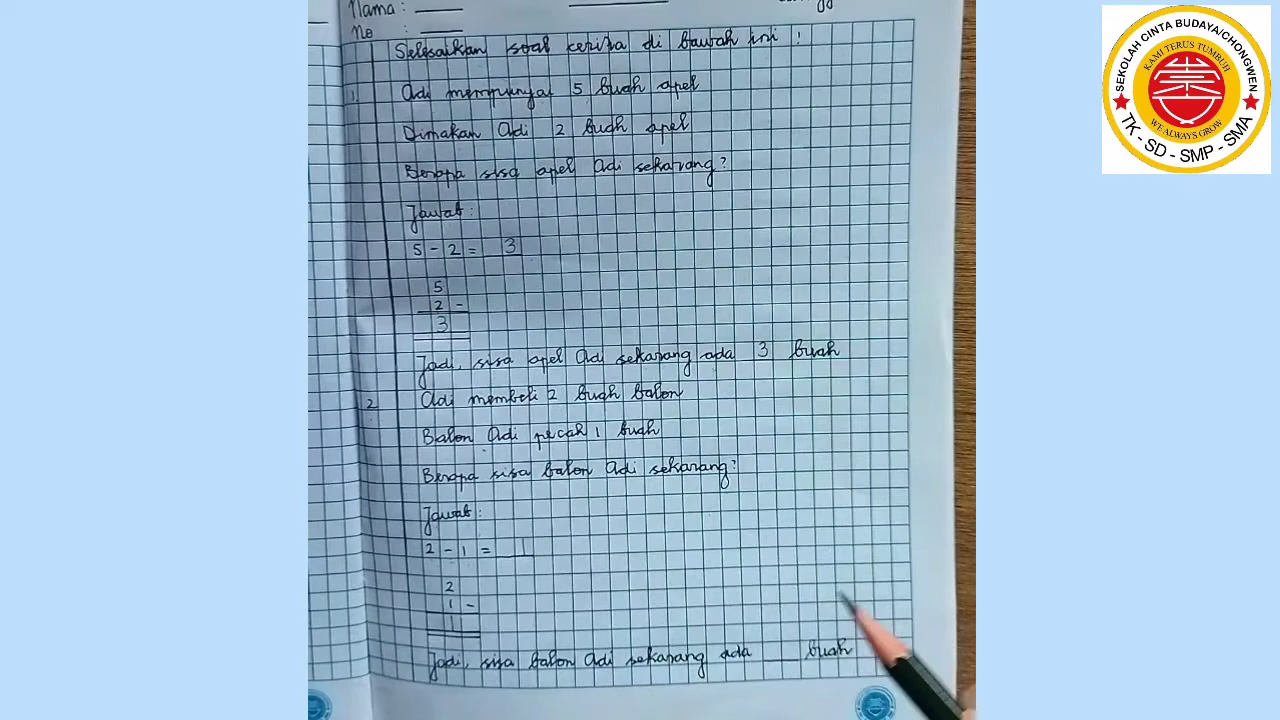 Nama :
No :
Selesaikan soal cerita di bawah ini !
1 Adi mempunyai 5 buah apel
Dimakan Adi 2 buah apel
Berapa sisa apel Adi sekarang?
Jawab :
5 - 2 = 3
5
2 -
3
Jadi, sisa apel Adi sekarang ada 3 buah
2 Adi membeli 2 buah balon
Balon Adi pecah 1 buah
Berapa sisa balon Adi sekarang?
Jawab :
2 - 1 =
2
1 -
1
Jadi, sisa balon Adi sekarang ada ___ buah
SEKOLAH CINTA BUDAYA/CHONGWEN
KAMI TERUS TUMBUH
WE ALWAYS GROW
TK - SD - SMP - SMA